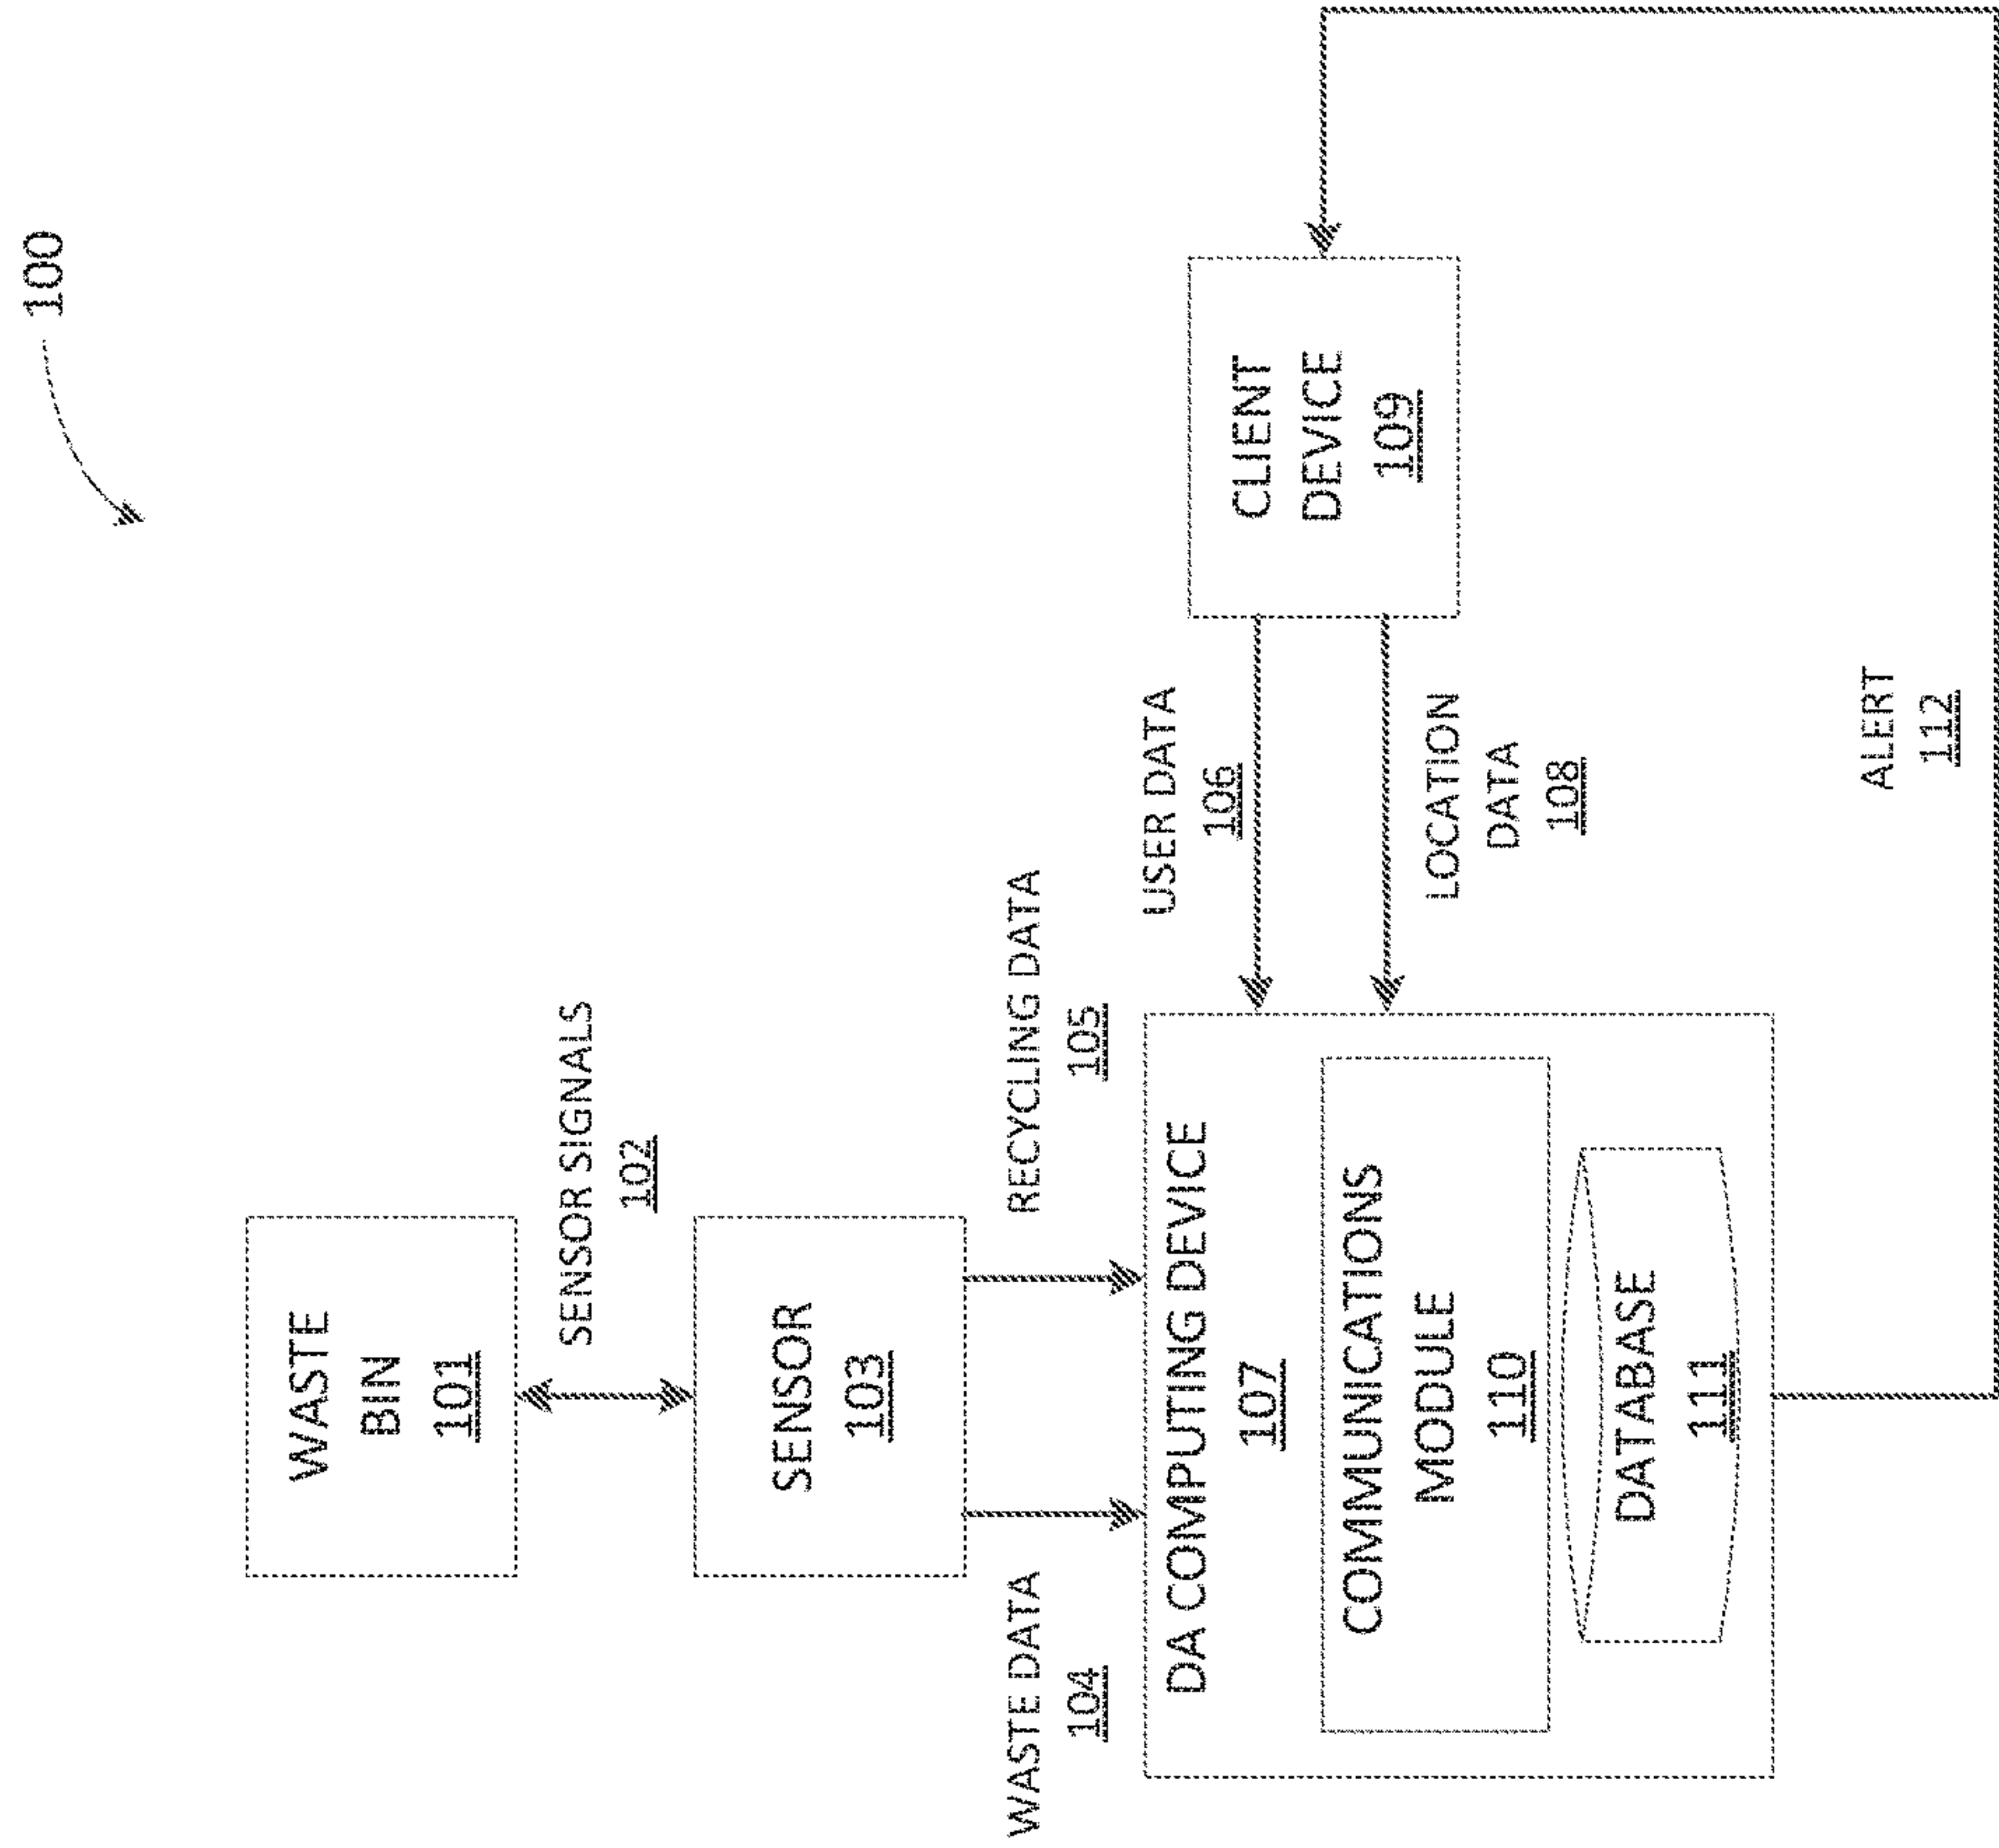 100
WASTE
BIN
101
SENSOR SIGNALS
102
SENSOR
103
WASTE DATA
104
RECYCLING DATA
105
DA COMPUTING DEVICE
107
COMMUNICATIONS
MODULE
110
DATABASE
111
USER DATA
106
LOCATION
DATA
108
CLIENT
DEVICE
109
ALERT
112